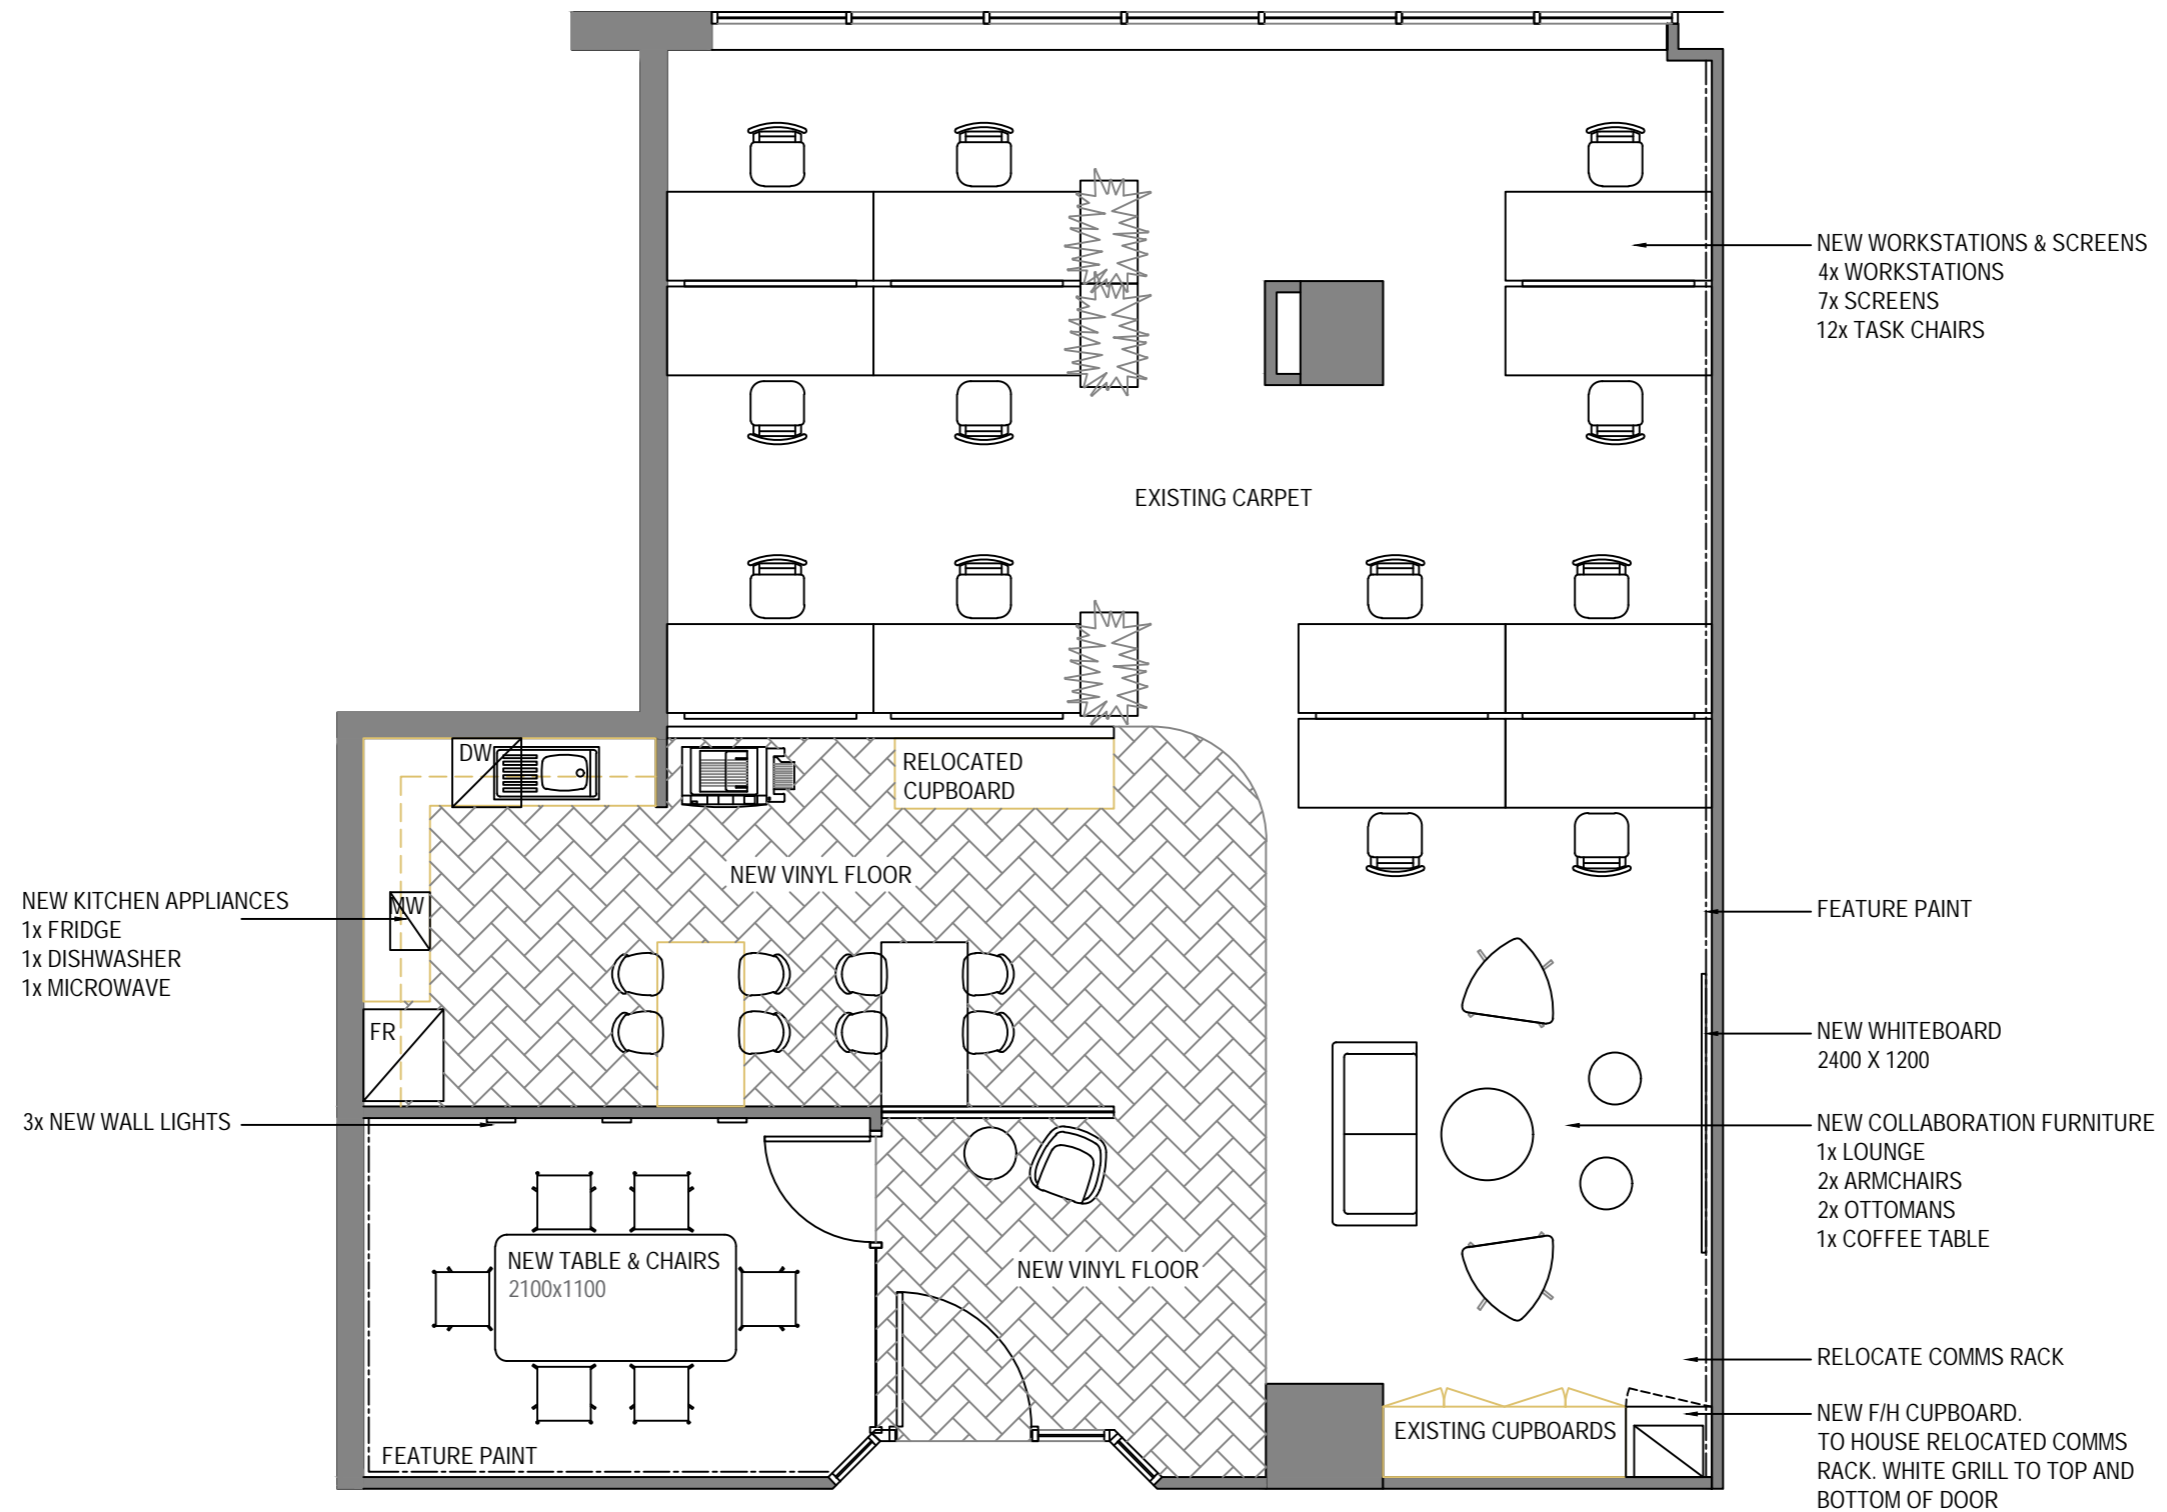 NEW WORKSTATIONS & SCREENS
4x WORKSTATIONS
7x SCREENS
12x TASK CHAIRS
EXISTING CARPET
DW
RELOCATED
CUPBOARD
NEW VINYL FLOOR
NEW KITCHEN APPLIANCES
1x FRIDGE
1x DISHWASHER
1x MICROWAVE
MW
FR
FEATURE PAINT
NEW WHITEBOARD
2400 X 1200
3x NEW WALL LIGHTS
NEW COLLABORATION FURNITURE
1x LOUNGE
2x ARMCHAIRS
2x OTTOMANS
1x COFFEE TABLE
NEW TABLE & CHAIRS
2100x1100
NEW VINYL FLOOR
RELOCATE COMMS RACK
FEATURE PAINT
EXISTING CUPBOARDS
NEW F/H CUPBOARD.
TO HOUSE RELOCATED COMMS
RACK. WHITE GRILL TO TOP AND
BOTTOM OF DOOR